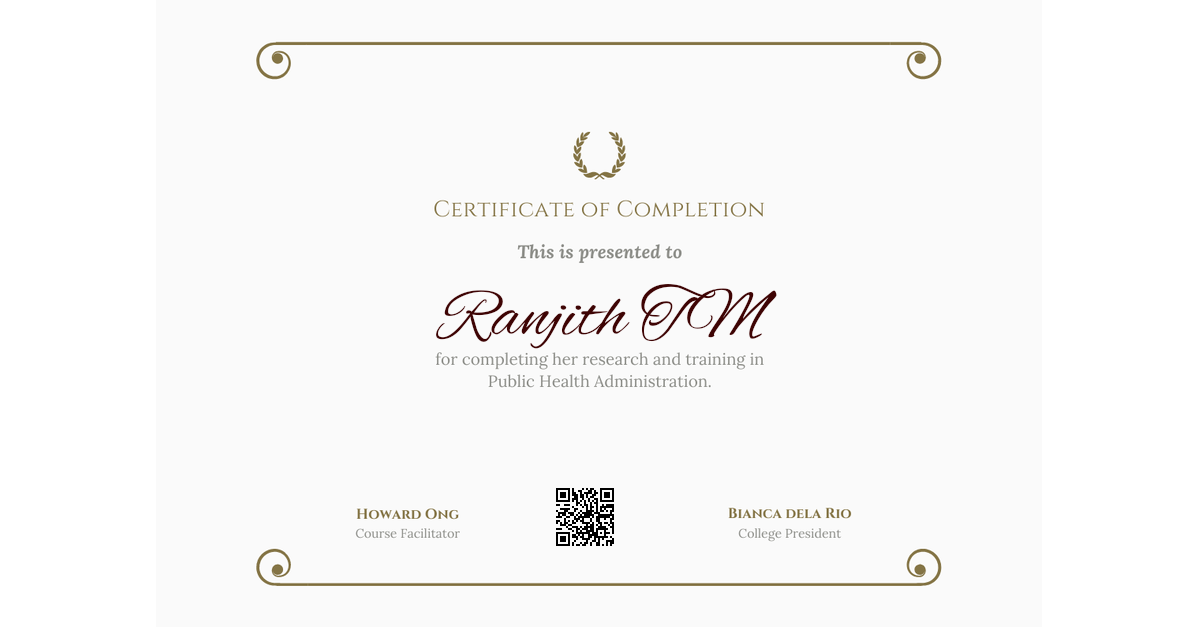 Certificate of Completion
This is presented to
Ranjith TM
for completing her research and training in
Public Health Administration.
Howard Ong
Course Facilitator
Bianca dela Rio
College President